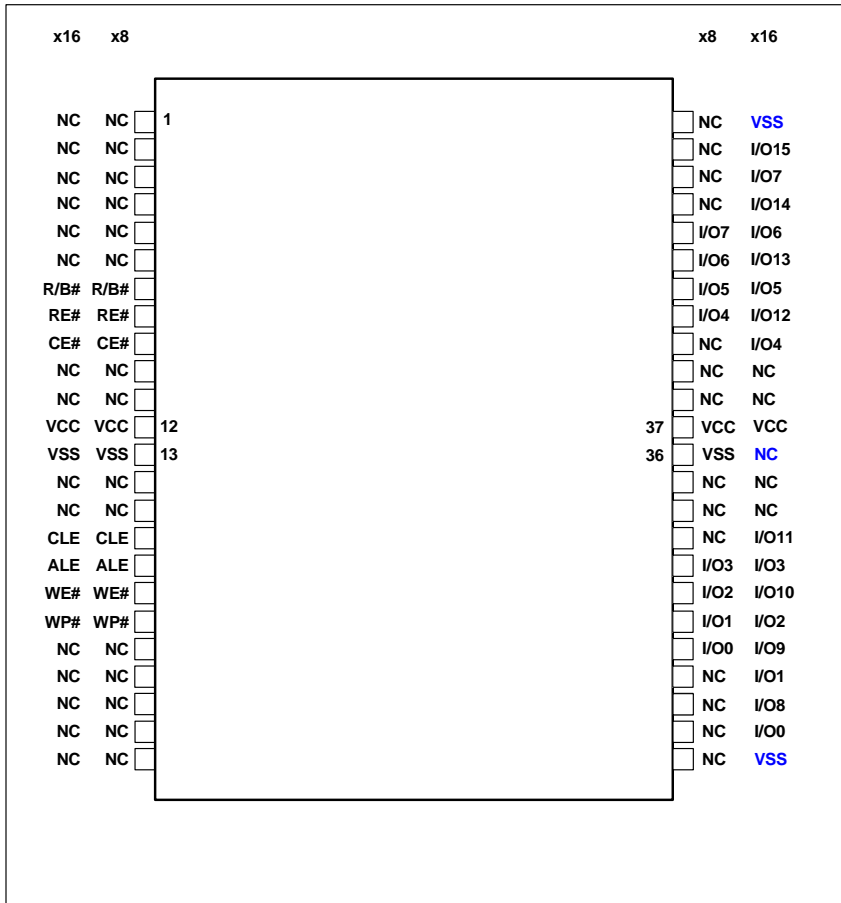 x16 x8 x8 x16
NC NC 1 NC VSS
NC NC NC I/O15
NC NC NC I/O7
NC NC NC I/O14
NC NC I/O7 I/O6
NC NC I/O6 I/O13
R/B# R/B# I/O5 I/O5
RE# RE# I/O4 I/O12
CE# CE# NC I/O4
NC NC NC NC
NC NC NC NC
VCC VCC 12 37 VCC VCC
VSS VSS 13 36 VSS NC
NC NC NC NC
NC NC NC NC
CLE CLE NC I/O11
ALE ALE I/O3 I/O3
WE# WE# I/O2 I/O10
WP# WP# I/O1 I/O2
NC NC I/O0 I/O9
NC NC NC I/O1
NC NC NC I/O8
NC NC NC I/O0
NC NC NC VSS